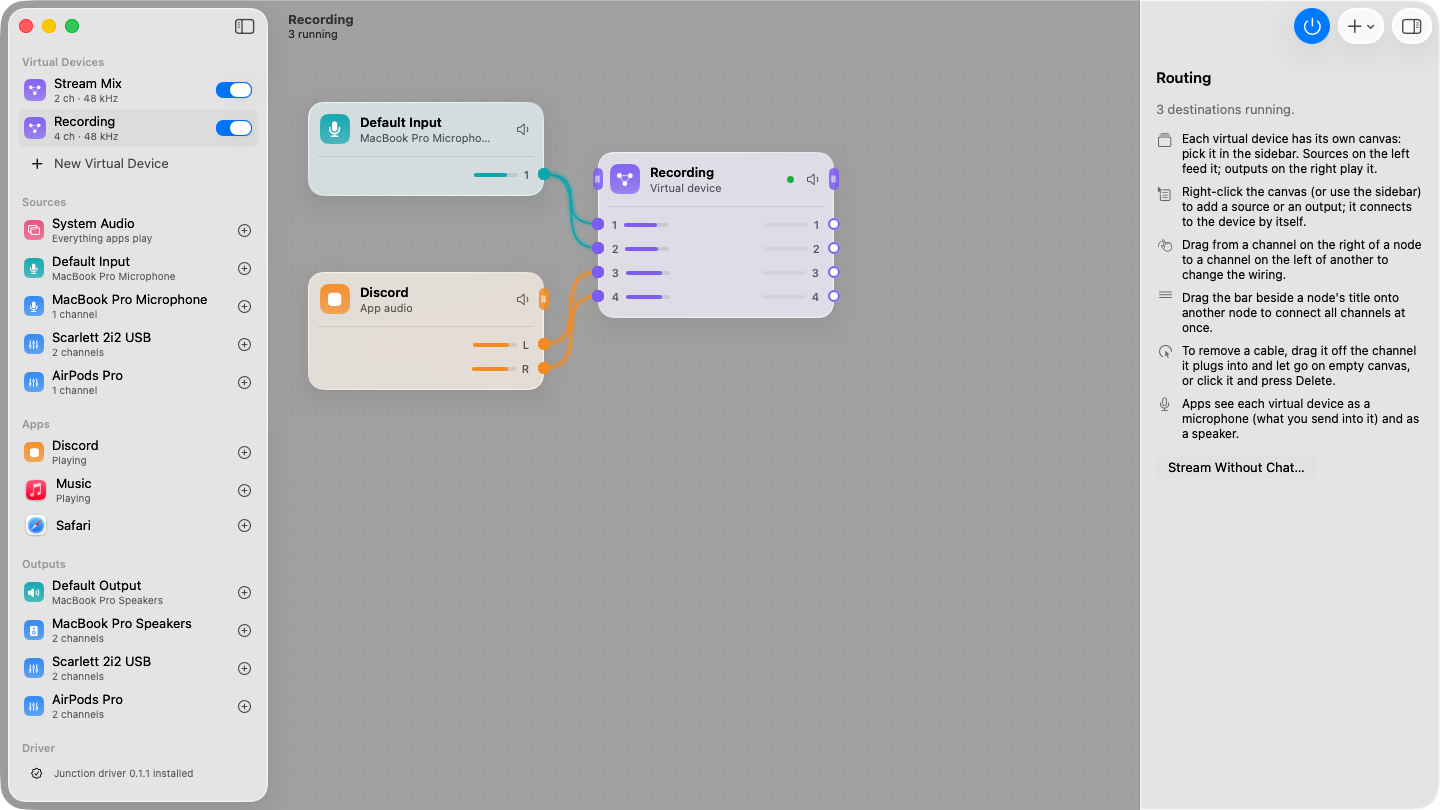 Virtual Devices
Stream Mix
2 ch · 48 kHz
Recording
4 ch · 48 kHz
New Virtual Device
Sources
System Audio
Everything apps play
Default Input
MacBook Pro Microphone
MacBook Pro Microphone
1 channel
Scarlett 2i2 USB
2 channels
AirPods Pro
1 channel
Apps
Discord
Playing
Music
Playing
Safari
Outputs
Default Output
MacBook Pro Speakers
MacBook Pro Speakers
2 channels
Scarlett 2i2 USB
2 channels
AirPods Pro
2 channels
Driver
Junction driver 0.1.1 installed
Recording
3 running
Default Input
MacBook Pro Micropho...
1
Discord
App audio
L
R
Recording
Virtual device
1 1
2 2
3 3
4 4
Routing
3 destinations running.
Each virtual device has its own canvas:
pick it in the sidebar. Sources on the left
feed it; outputs on the right play it.
Right-click the canvas (or use the sidebar)
to add a source or an output; it connects
to the device by itself.
Drag from a channel on the right of a node
to a channel on the left of another to
change the wiring.
Drag the bar beside a node's title onto
another node to connect all channels at
once.
To remove a cable, drag it off the channel
it plugs into and let go on empty canvas,
or click it and press Delete.
Apps see each virtual device as a
microphone (what you send into it) and as
a speaker.
Stream Without Chat...